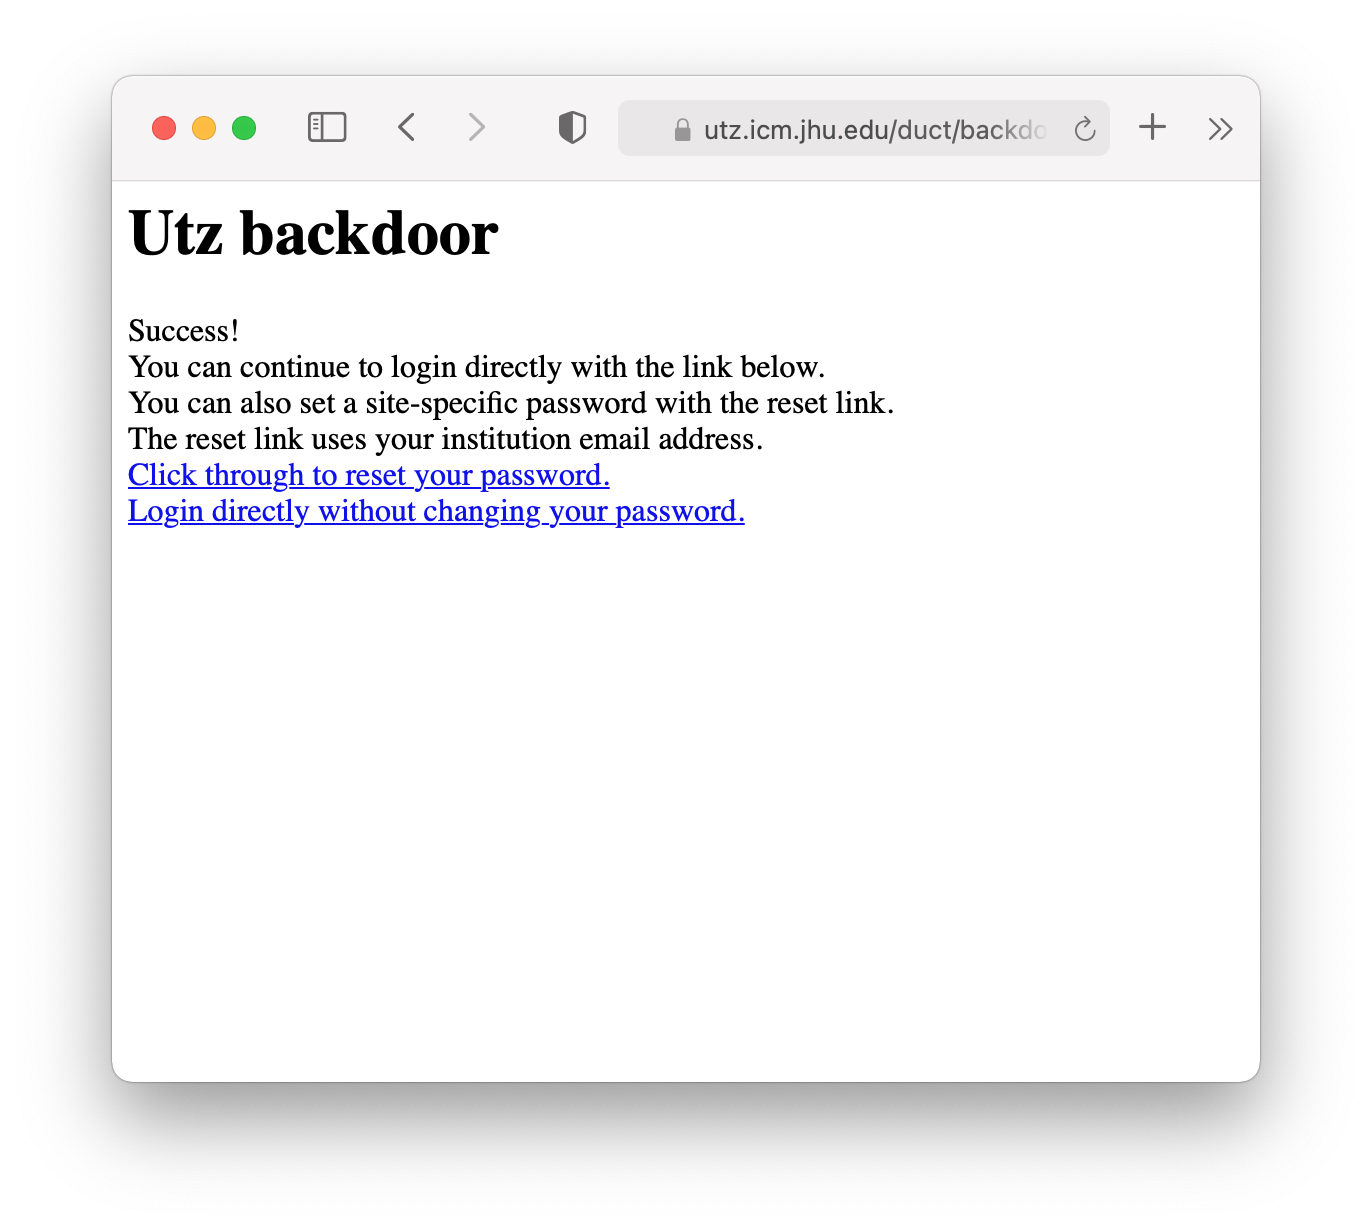 utz.icm.jhu.edu/duct/backdo
Utz backdoor
Success!
You can continue to login directly with the link below.
You can also set a site-specific password with the reset link.
The reset link uses your institution email address.
Click through to reset your password.
Login directly without changing your password.